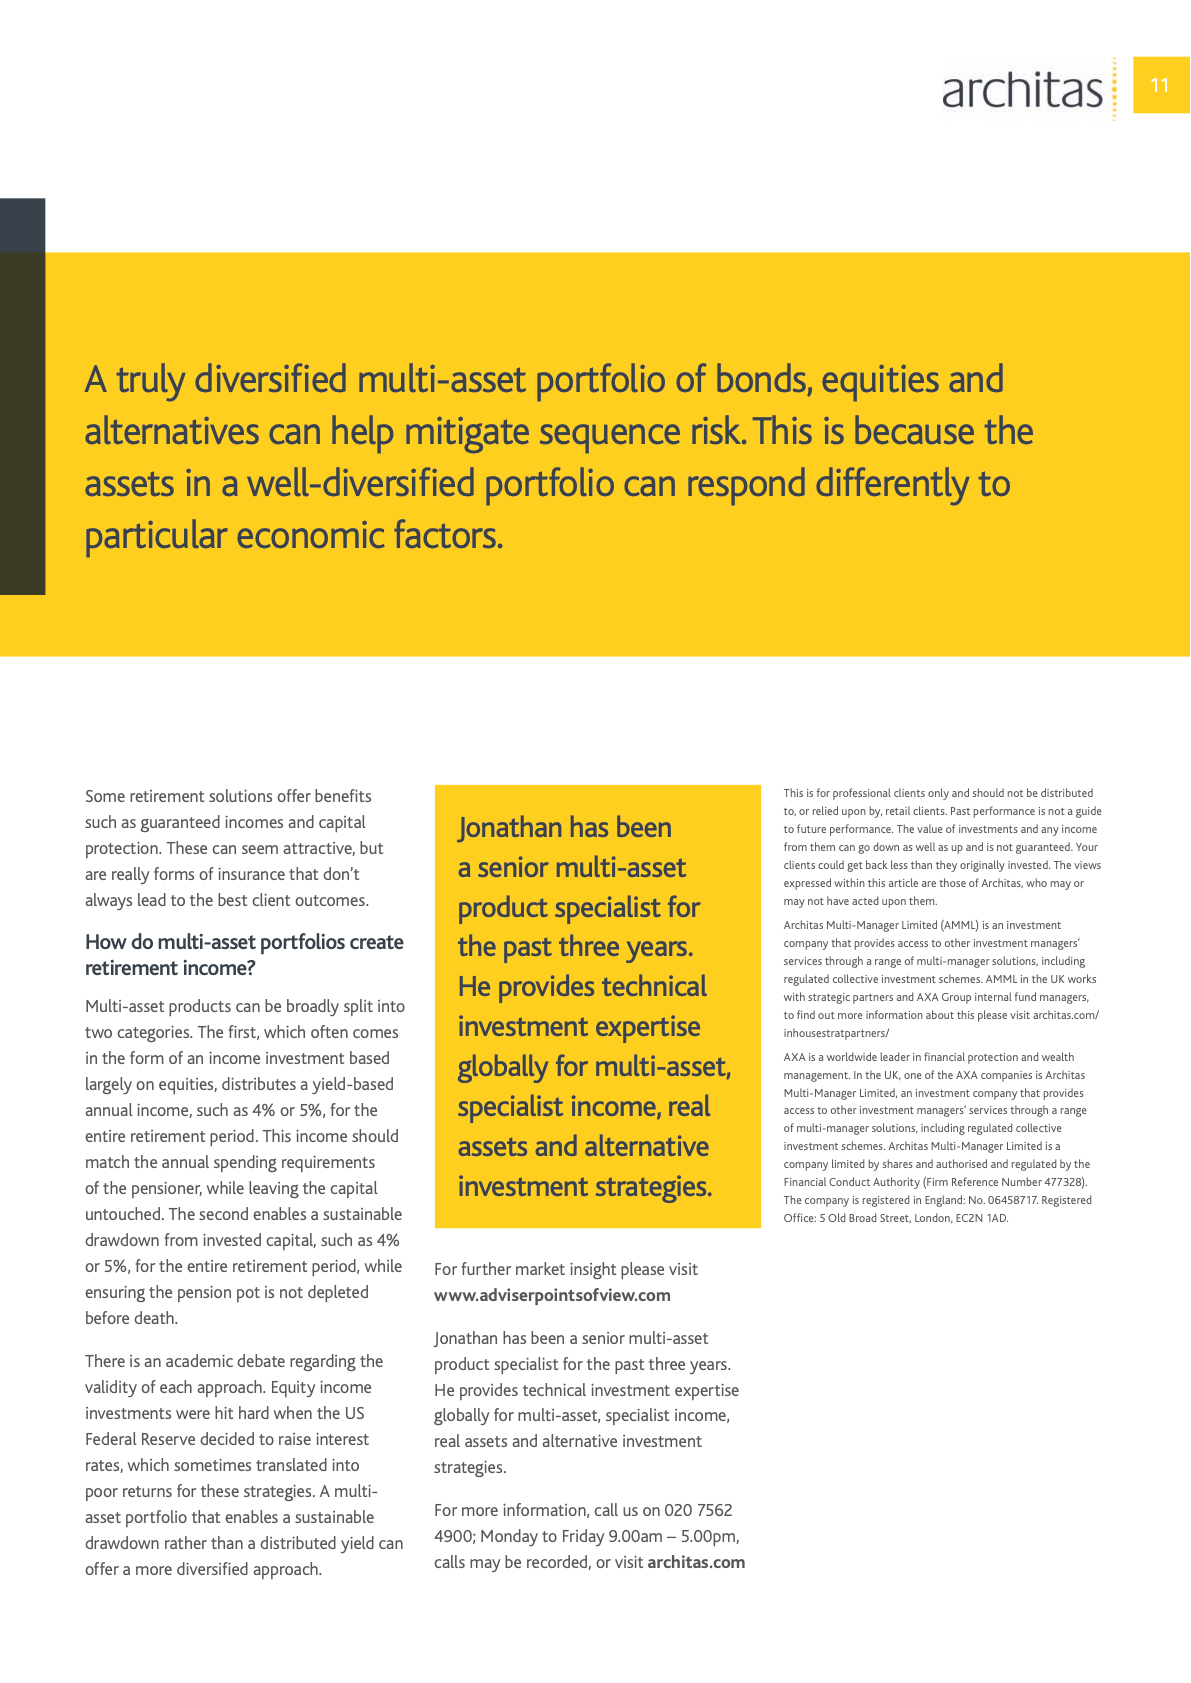 architas
11
A truly diversified multi-asset portfolio of bonds, equities and
alternatives can help mitigate sequence risk. This is because the
assets in a well-diversified portfolio can respond differently to
particular economic factors.
Some retirement solutions offer benefits
such as guaranteed incomes and capital
protection. These can seem attractive, but
are really forms of insurance that don't
always lead to the best client outcomes.
How do multi-asset portfolios create
retirement income?
Multi-asset products can be broadly split into
two categories. The first, which often comes
in the form of an income investment based
largely on equities, distributes a yield-based
annual income, such as 4% or 5%, for the
entire retirement period. This income should
match the annual spending requirements
of the pensioner, while leaving the capital
untouched. The second enables a sustainable
drawdown from invested capital, such as 4%
or 5%, for the entire retirement period, while
ensuring the pension pot is not depleted
before death.
There is an academic debate regarding the
validity of each approach. Equity income
investments were hit hard when the US
Federal Reserve decided to raise interest
rates, which sometimes translated into
poor returns for these strategies. A multi-
asset portfolio that enables a sustainable
drawdown rather than a distributed yield can
offer a more diversified approach.
Jonathan has been
a senior multi-asset
product specialist for
the past three years.
He provides technical
investment expertise
globally for multi-asset,
specialist income, real
assets and alternative
investment strategies.
For further market insight please visit
www.adviserpointsofview.com
Jonathan has been a senior multi-asset
product specialist for the past three years.
He provides technical investment expertise
globally for multi-asset, specialist income,
real assets and alternative investment
strategies.
For more information, call us on 020 7562
4900; Monday to Friday 9.00am – 5.00pm,
calls may be recorded, or visit architas.com
This is for professional clients only and should not be distributed
to, or relied upon by, retail clients. Past performance is not a guide
to future performance. The value of investments and any income
from them can go down as well as up and is not guaranteed. Your
clients could get back less than they originally invested. The views
expressed within this article are those of Architas, who may or
may not have acted upon them.
Architas Multi-Manager Limited (AMML) is an investment
company that provides access to other investment managers'
services through a range of multi-manager solutions, including
regulated collective investment schemes. AMML in the UK works
with strategic partners and AXA Group internal fund managers,
to find out more information about this please visit architas.com/
inhousestratpartners/
AXA is a worldwide leader in financial protection and wealth
management. In the UK, one of the AXA companies is Architas
Multi-Manager Limited, an investment company that provides
access to other investment managers' services through a range
of multi-manager solutions, including regulated collective
investment schemes. Architas Multi-Manager Limited is a
company limited by shares and authorised and regulated by the
Financial Conduct Authority (Firm Reference Number 477328).
The company is registered in England: No. 06458717. Registered
Office: 5 Old Broad Street, London, EC2N 1AD.